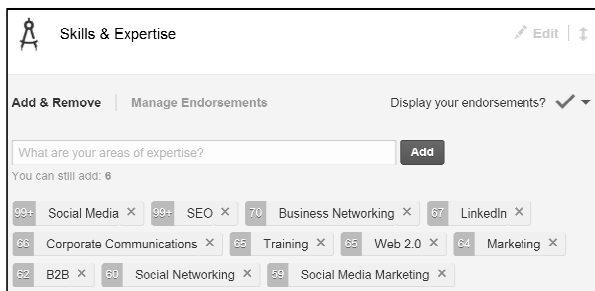 Skills & Expertise Edit
Add & Remove Manage Endorsements Display your endorsements?
What are your areas of expertise? Add
You can still add: 6
99+ Social Media × 99+ SEO × 70 Business Networking × 67 LinkedIn ×
66 Corporate Communications × 65 Training × 65 Web 2.0 × 64 Marketing ×
62 B2B × 60 Social Networking × 59 Social Media Marketing ×